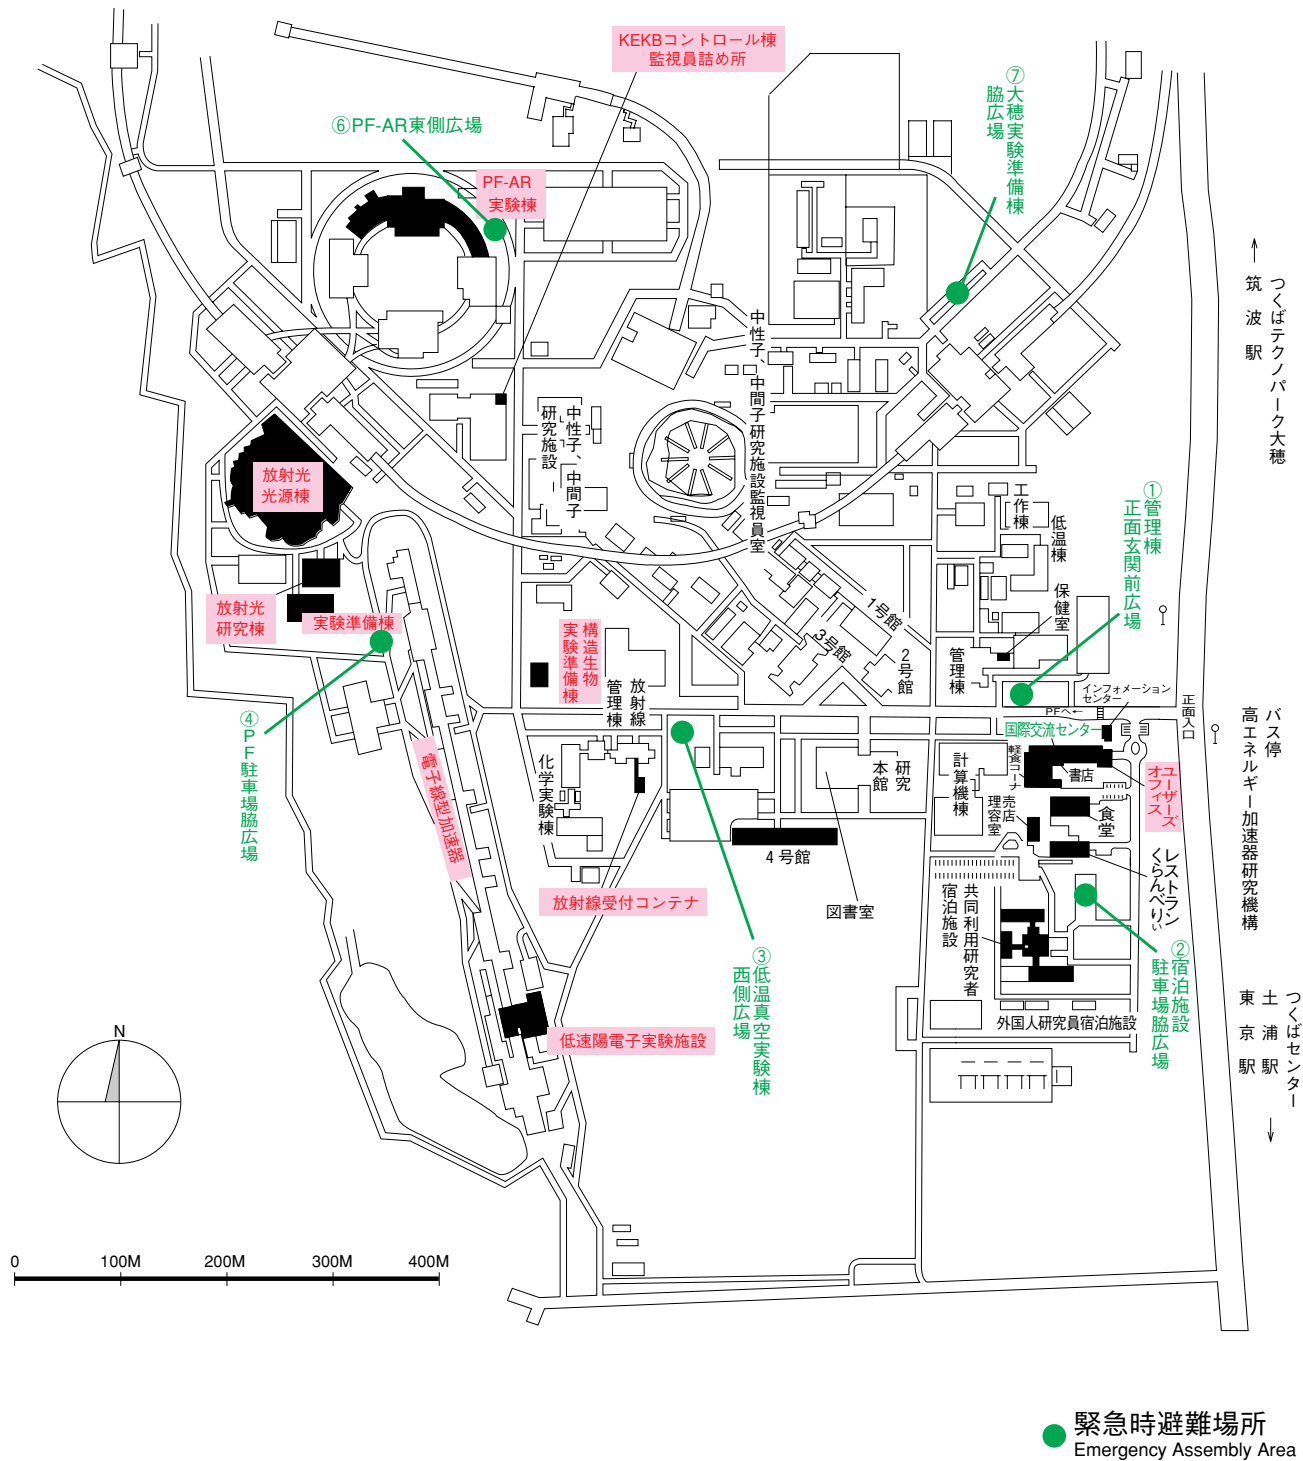 KEKBコントロール棟
監視員詰め所
⑦大穂実験準備棟
脇広場
⑥PF-AR東側広場
PF-AR
実験棟
つくばテクノパーク大穂
筑波駅
中性子、中間子研究施設監視員室
中性子、中間子
研究施設
放射光
光源棟
①管理棟
正面玄関前広場
工作棟
低温棟
保健室
放射光
研究棟
実験準備棟
構造生物
実験準備棟
1号館
3号館
2号館
管理棟
放射線
管理棟
インフォメーション
センター
PFへ←
正面入口
国際交流センター
バス停
高エネルギー加速器研究機構
④PF駐車場脇広場
電子線型加速器
化学実験棟
研究
本館
計算機棟
軽食コーナ
書店
ユーザーズ
オフィス
売店
理容室
食堂
4号館
レストラン
くらんべりぃ
放射線受付コンテナ
図書室
共同利用研究者
宿泊施設
③低温真空実験棟
西側広場
②宿泊施設
駐車場脇広場
外国人研究員宿泊施設
つくばセンター
土浦駅
東京駅
低速陽電子実験施設
N
0 100M 200M 300M 400M
緊急時避難場所
Emergency Assembly Area